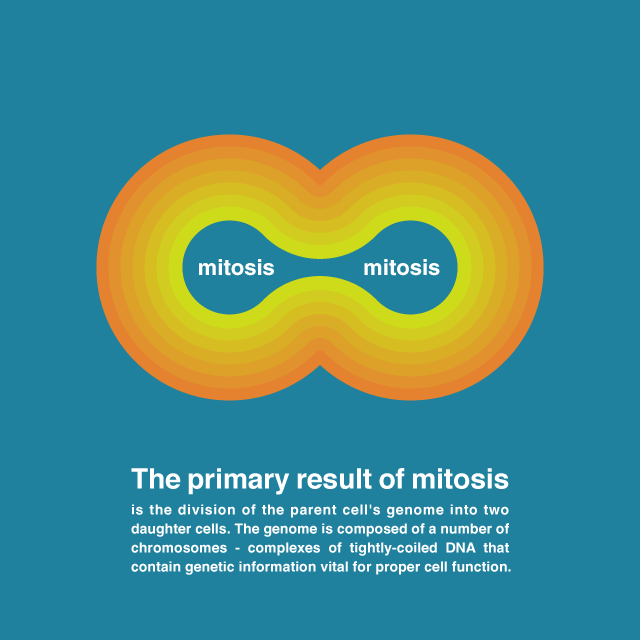 mitosis mitosis
The primary result of mitosis
is the division of the parent cell's genome into two
daughter cells. The genome is composed of a number of
chromosomes - complexes of tightly-coiled DNA that
contain genetic information vital for proper cell function.